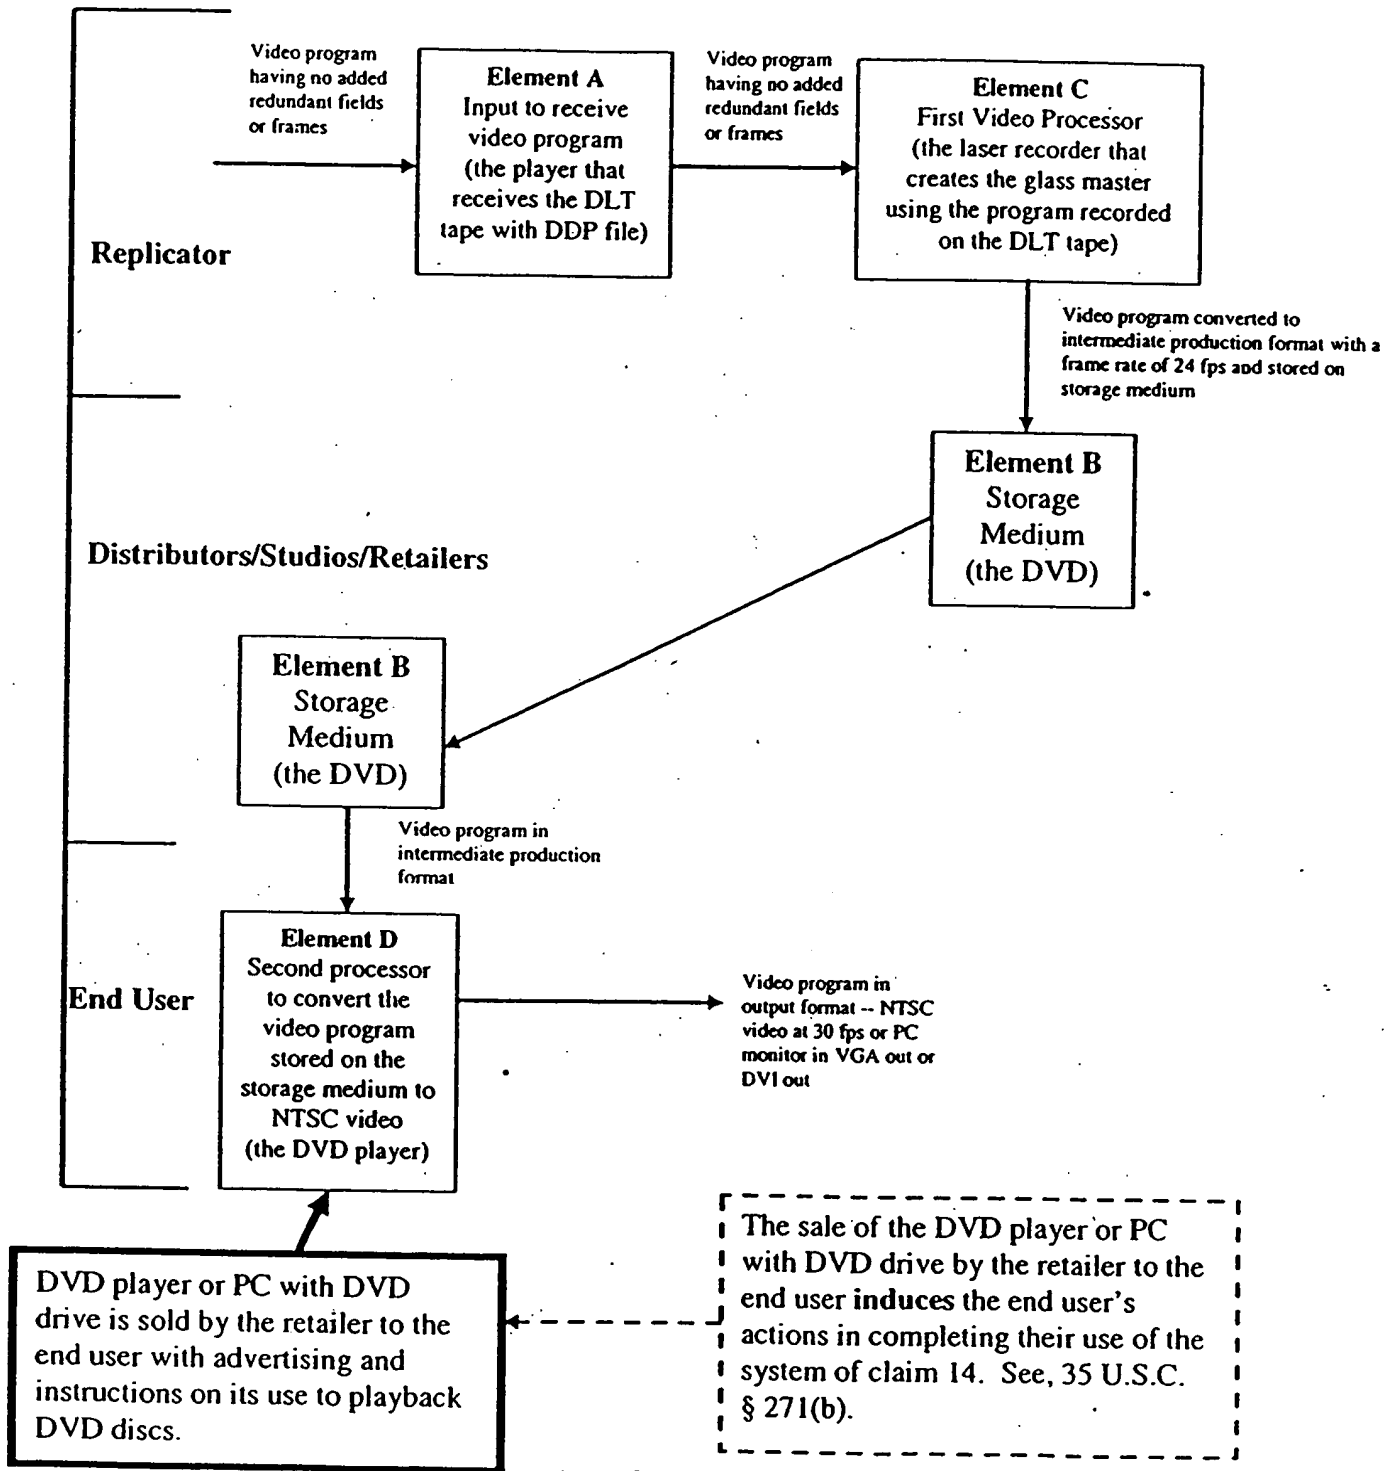 Video program
having no added
redundant fields
or frames
Element A
Input to receive
video program
(the player that
receives the DLT
tape with DDP file)
Video program
having no added
redundant fields
or frames
Element C
First Video Processor
(the laser recorder that
creates the glass master
using the program recorded
on the DLT tape)
Replicator
Video program converted to
intermediate production format with a
frame rate of 24 fps and stored on
storage medium
Element B
Storage
Medium
(the DVD)
Distributors/Studios/Retailers
Element B
Storage
Medium
(the DVD)
Video program in
intermediate production
format
Element D
Second processor
to convert the
video program
stored on the
storage medium to
NTSC video
(the DVD player)
End User
Video program in
output format -- NTSC
video at 30 fps or PC
monitor in VGA out or
DVI out
DVD player or PC with DVD
drive is sold by the retailer to the
end user with advertising and
instructions on its use to playback
DVD discs.
The sale of the DVD player or PC
with DVD drive by the retailer to the
end user induces the end user's
actions in completing their use of the
system of claim 14. See, 35 U.S.C.
§ 271(b).